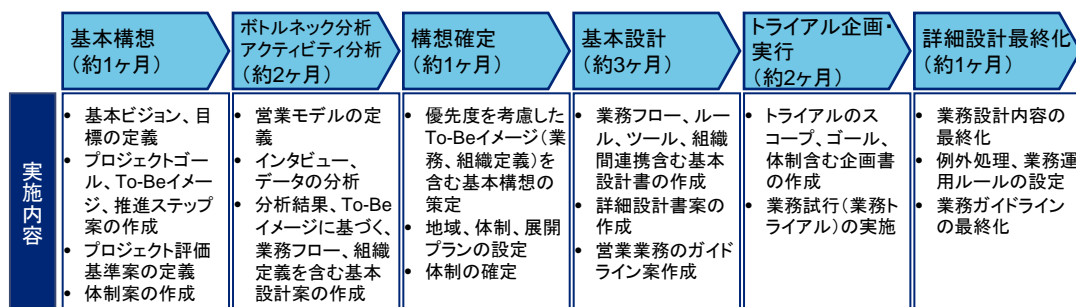 基本構想
(約1ヶ月)
ボトルネック分析
アクティビティ分析
(約2ヶ月)
構想確定
(約1ヶ月)
基本設計
(約3ヶ月)
トライアル企画・
実行
(約2ヶ月)
詳細設計最終化
(約1ヶ月)
実施内容
• 基本ビジョン、目
標の定義
• プロジェクトゴー
ル、To-Beイメー
ジ、推進ステップ
案の作成
• プロジェクト評価
基準案の定義
• 体制案の作成
• 営業モデルの定
義
• インタビュー、
データの分析
• 分析結果、To-Be
イメージに基づく、
業務フロー、組織
定義を含む基本
設計案の作成
• 優先度を考慮した
To-Beイメージ(業
務、組織定義)を
含む基本構想の
策定
• 地域、体制、展開
プランの設定
• 体制の確定
• 業務フロー、ルー
ル、ツール、組織
間連携含む基本
設計書の作成
• 詳細設計書案の
作成
• 営業業務のガイド
ライン案作成
• トライアルのス
コープ、ゴール、
体制含む企画書
の作成
• 業務試行(業務ト
ライアル)の実施
• 業務設計内容の
最終化
• 例外処理、業務運
用ルールの設定
• 業務ガイドライン
の最終化